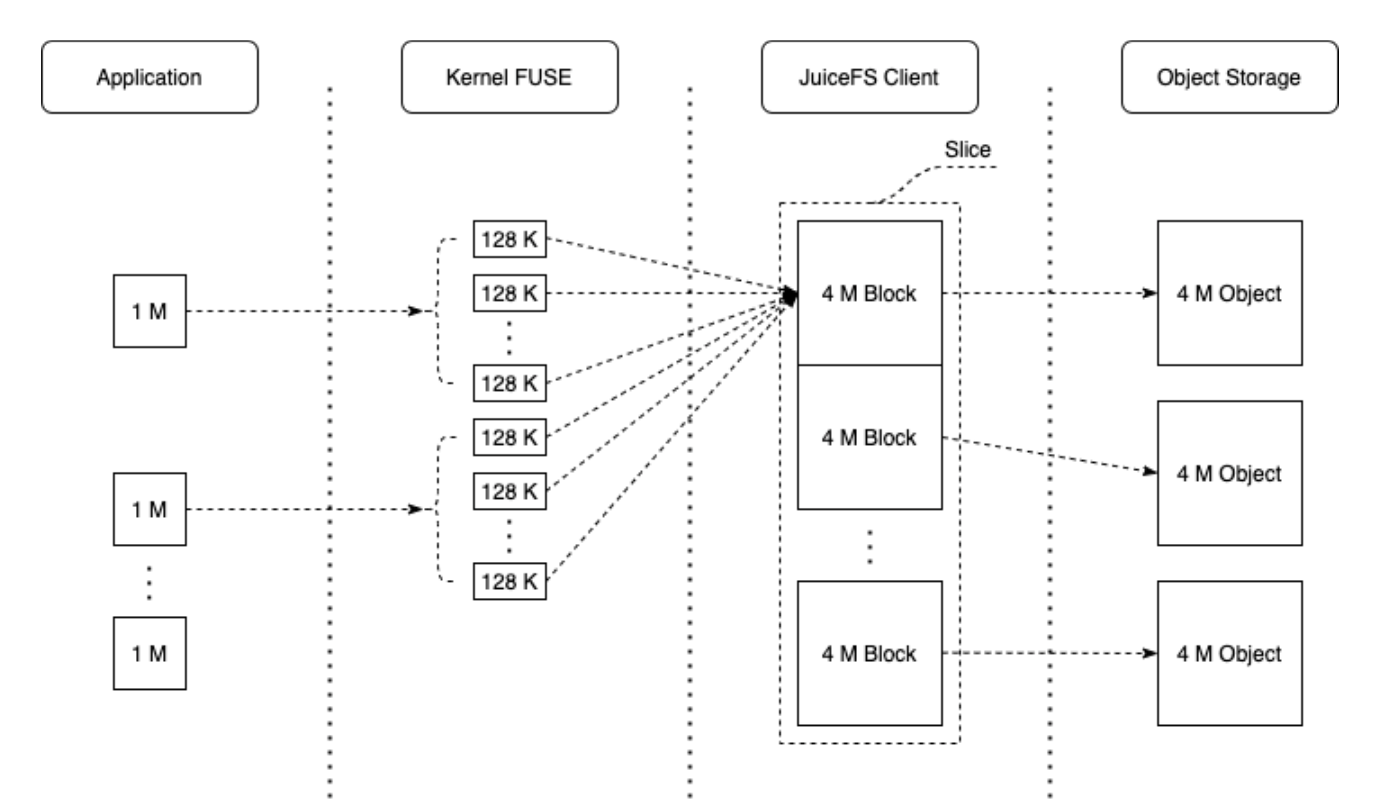 Application
Kernel FUSE
JuiceFS Client
Object Storage
Slice
1 M
1 M
1 M
128 K
128 K
128 K
128 K
128 K
128 K
4 M Block
4 M Block
4 M Block
4 M Object
4 M Object
4 M Object